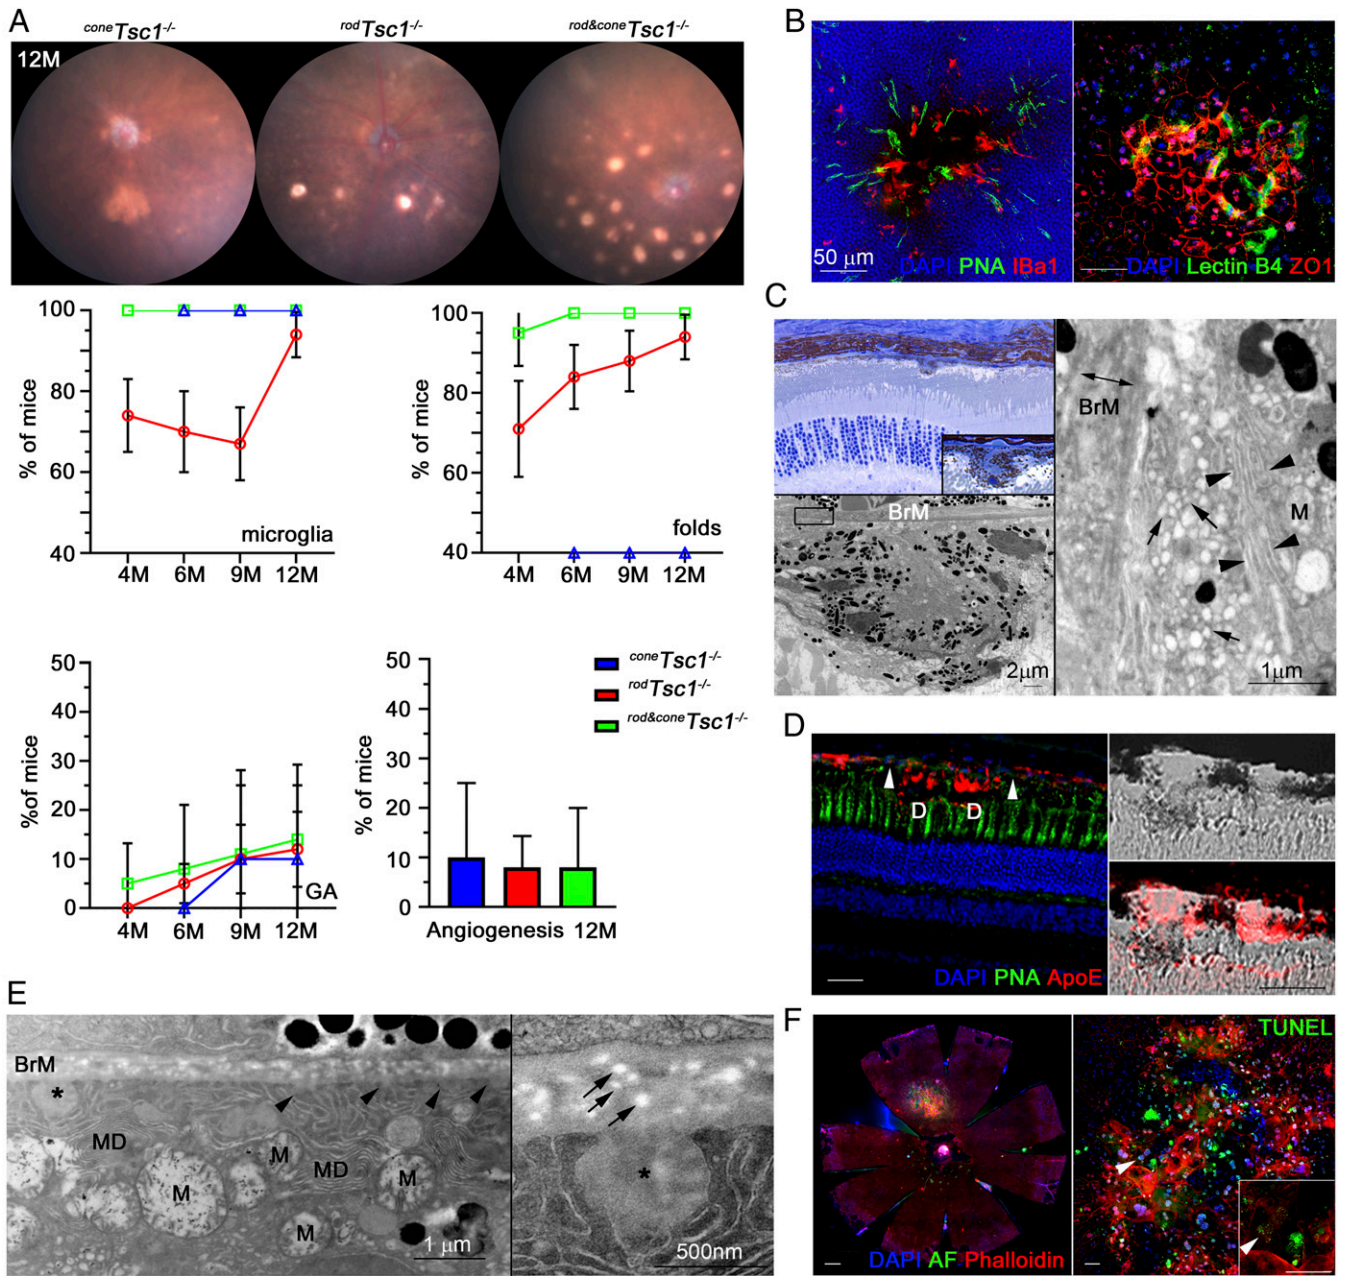 A
coneTsc1-/-
rodTsc1-/-
rod&coneTsc1-/-
12M
100
80
60
40
% of mice
microglia
4M 6M 9M 12M
100
80
60
40
% of mice
folds
4M 6M 9M 12M
50
40
30
20
10
0
%of mice
GA
4M 6M 9M 12M
50
40
30
20
10
0
% of mice
Angiogenesis 12M
coneTsc1-/-
rodTsc1-/-
rod&coneTsc1-/-
B
50 μm
DAPI PNA IBa1
DAPI Lectin B4 ZO1
C
BrM
2μm
BrM
M
1μm
D
D D
DAPI PNA ApoE
E
BrM
*
MD
M
M
MD
M
M
1 μm
*
500nm
F
DAPI AF Phalloidin
TUNEL